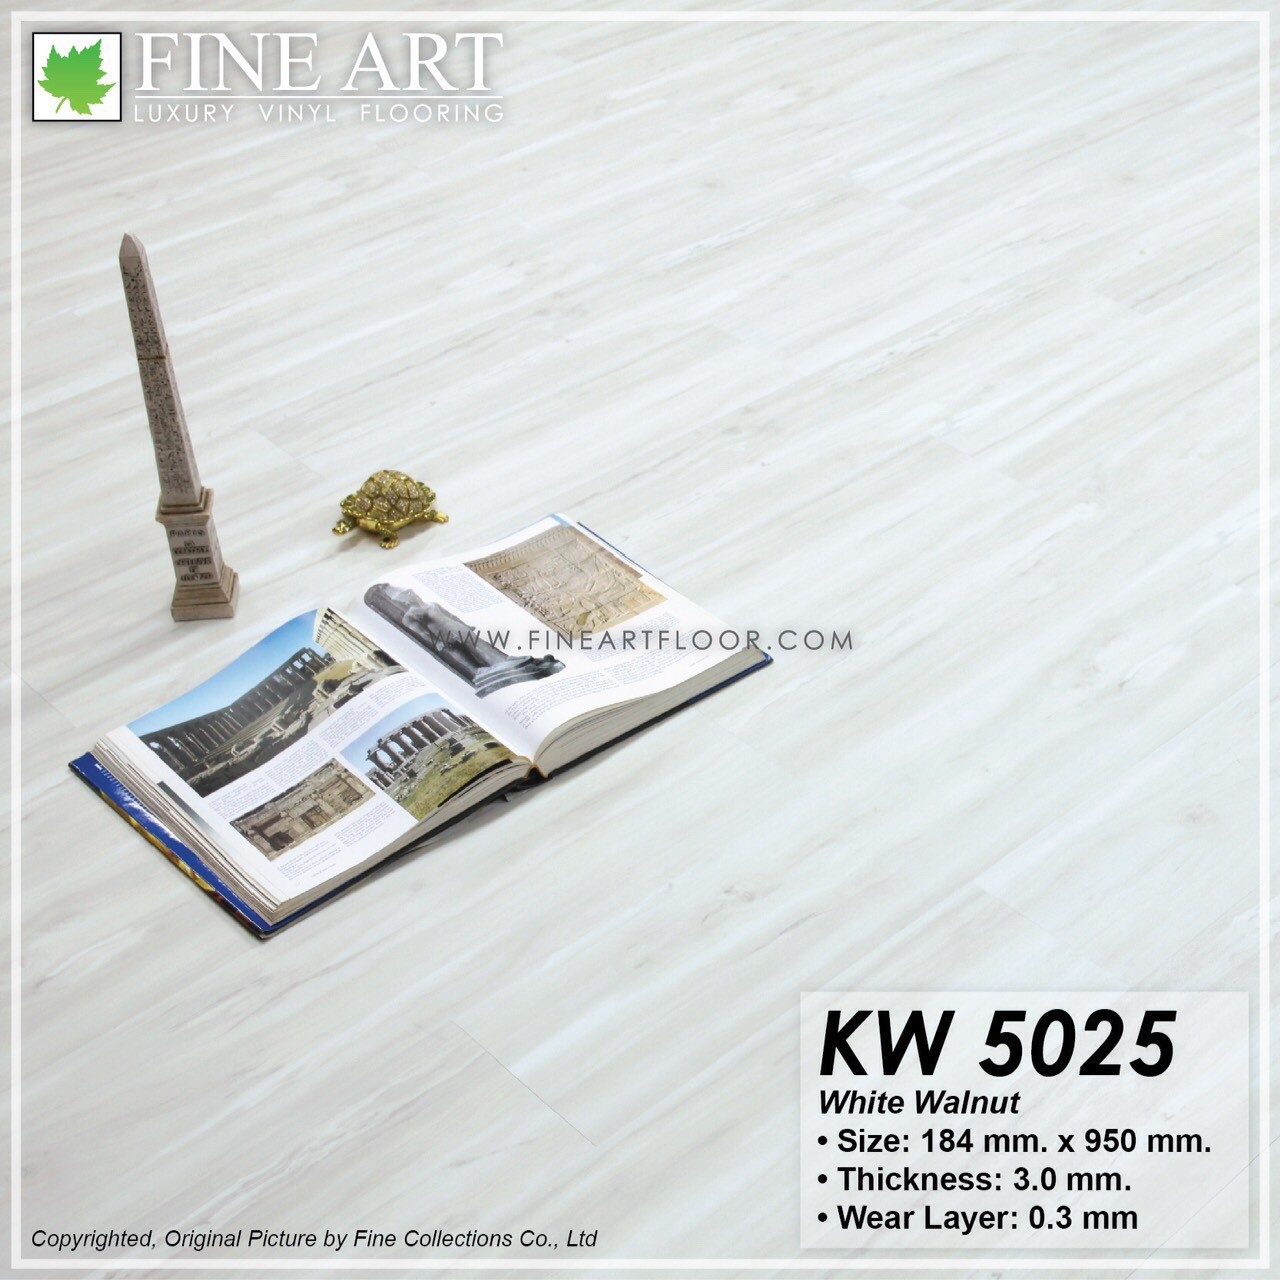 FINE ART
LUXURY VINYL FLOORING
WWW.FINEARTFLOOR.COM
KW 5025
White Walnut
• Size: 184 mm. x 950 mm.
• Thickness: 3.0 mm.
• Wear Layer: 0.3 mm
Copyrighted, Original Picture by Fine Collections Co., Ltd